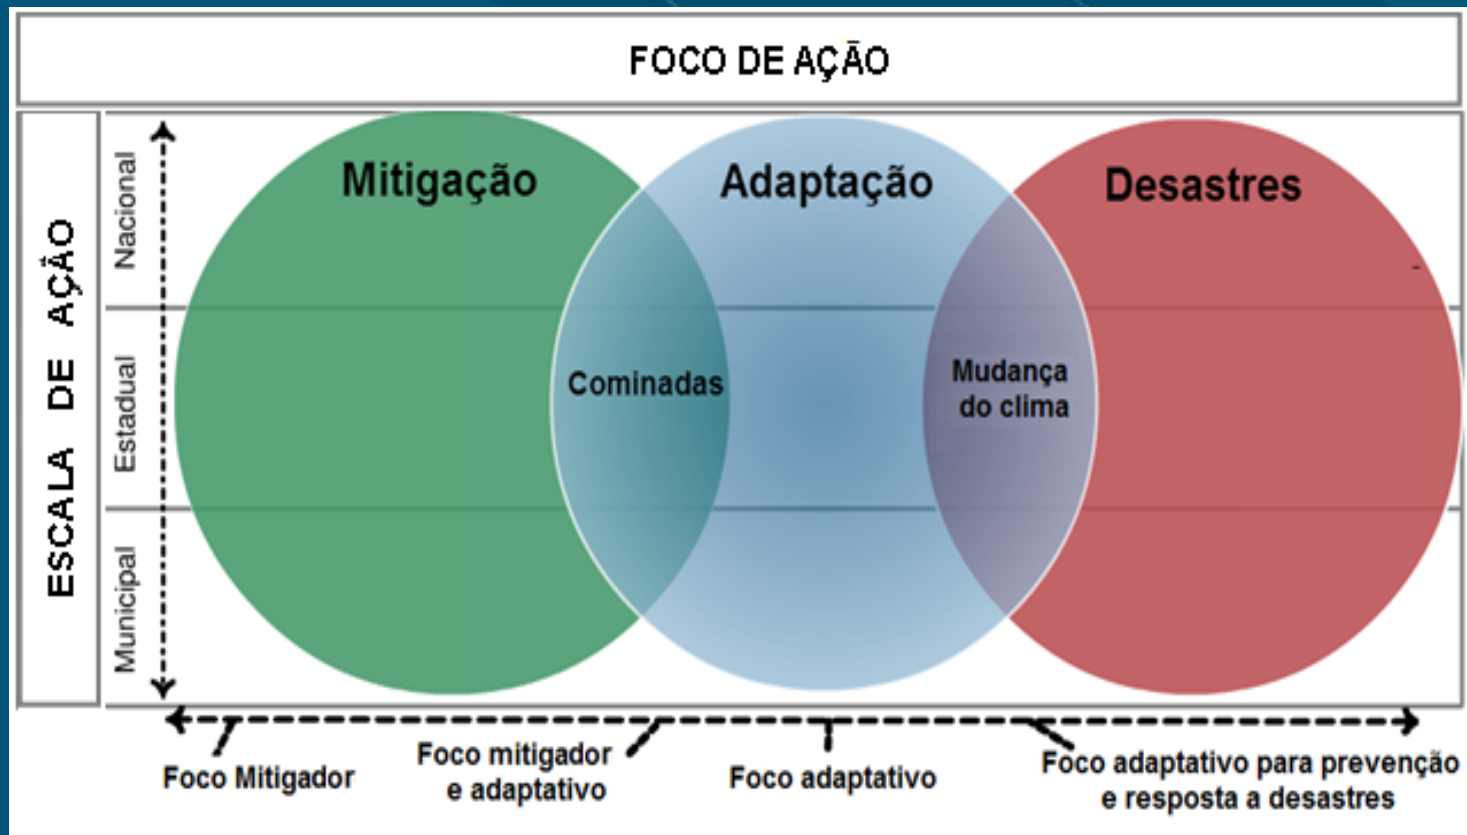 FOCO DE AÇÃO
ESCALA DE AÇÃO
Nacional
Estadual
Municipal
Mitigação
Adaptação
Desastres
Cominadas
Mudança
do clima
Foco Mitigador
Foco mitigador
e adaptativo
Foco adaptativo
Foco adaptativo para prevenção
e resposta a desastres